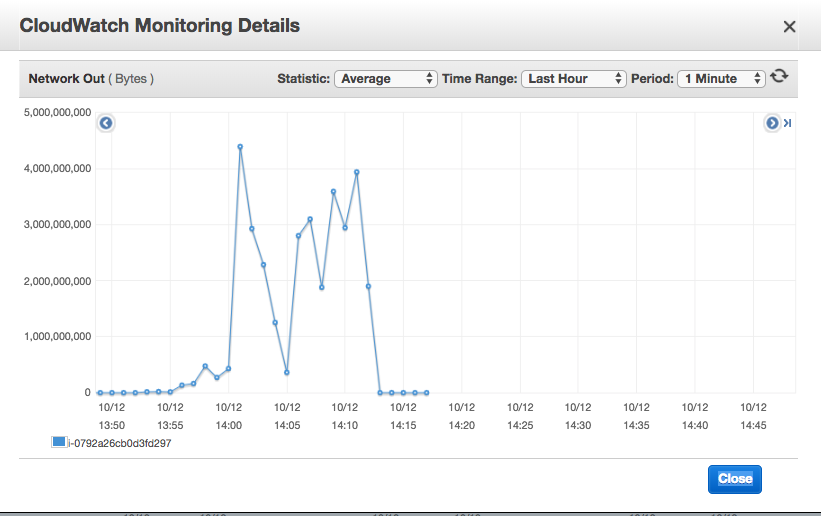 CloudWatch Monitoring Details
Network Out ( Bytes ) Statistic: Average Time Range: Last Hour Period: 1 Minute
5,000,000,000
4,000,000,000
3,000,000,000
2,000,000,000
1,000,000,000
0
10/12 10/12 10/12 10/12 10/12 10/12 10/12 10/12 10/12 10/12 10/12 10/12
13:50 13:55 14:00 14:05 14:10 14:15 14:20 14:25 14:30 14:35 14:40 14:45
i-0792a26cb0d3fd297
Close